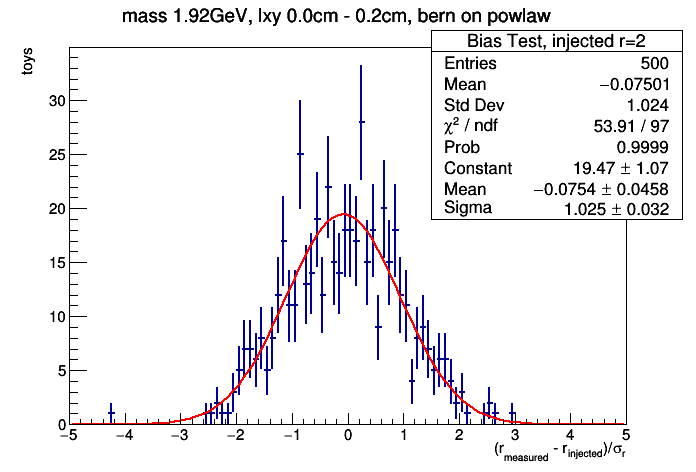 mass 1.92GeV, lxy 0.0cm - 0.2cm, bern on powlaw
Bias Test, injected r=2
Entries 500
Mean −0.07501
Std Dev 1.024
χ² / ndf 53.91 / 97
Prob 0.9999
Constant 19.47 ± 1.07
Mean −0.0754 ± 0.0458
Sigma 1.025 ± 0.032
toys
30
25
20
15
10
5
0
−5 −4 −3 −2 −1 0 1 2 3 4 5
(r_measured - r_injected)/σ_r